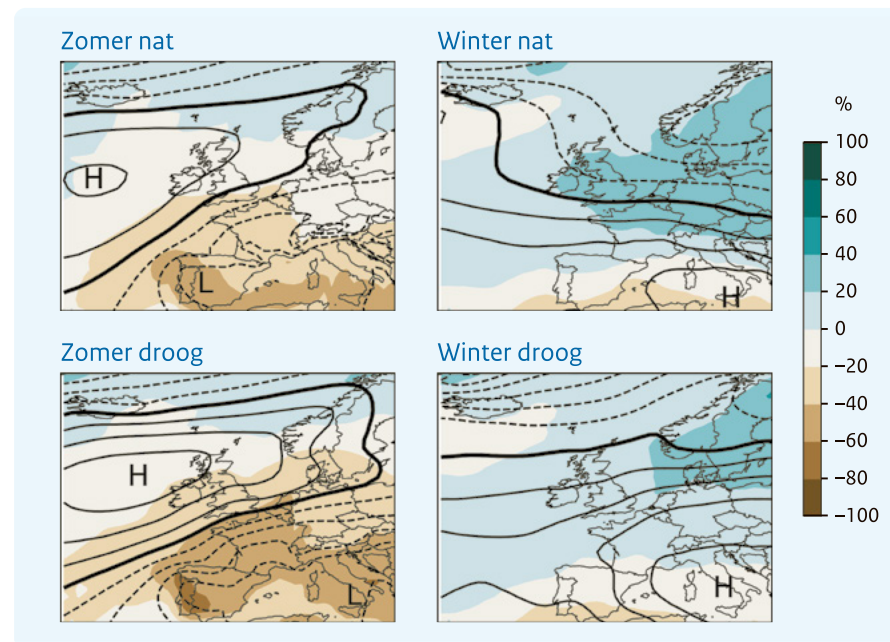 Zomer nat
Winter nat
H
L
H
%
100
80
60
40
20
0
−20
−40
−60
−80
−100
Zomer droog
Winter droog
H
L
H